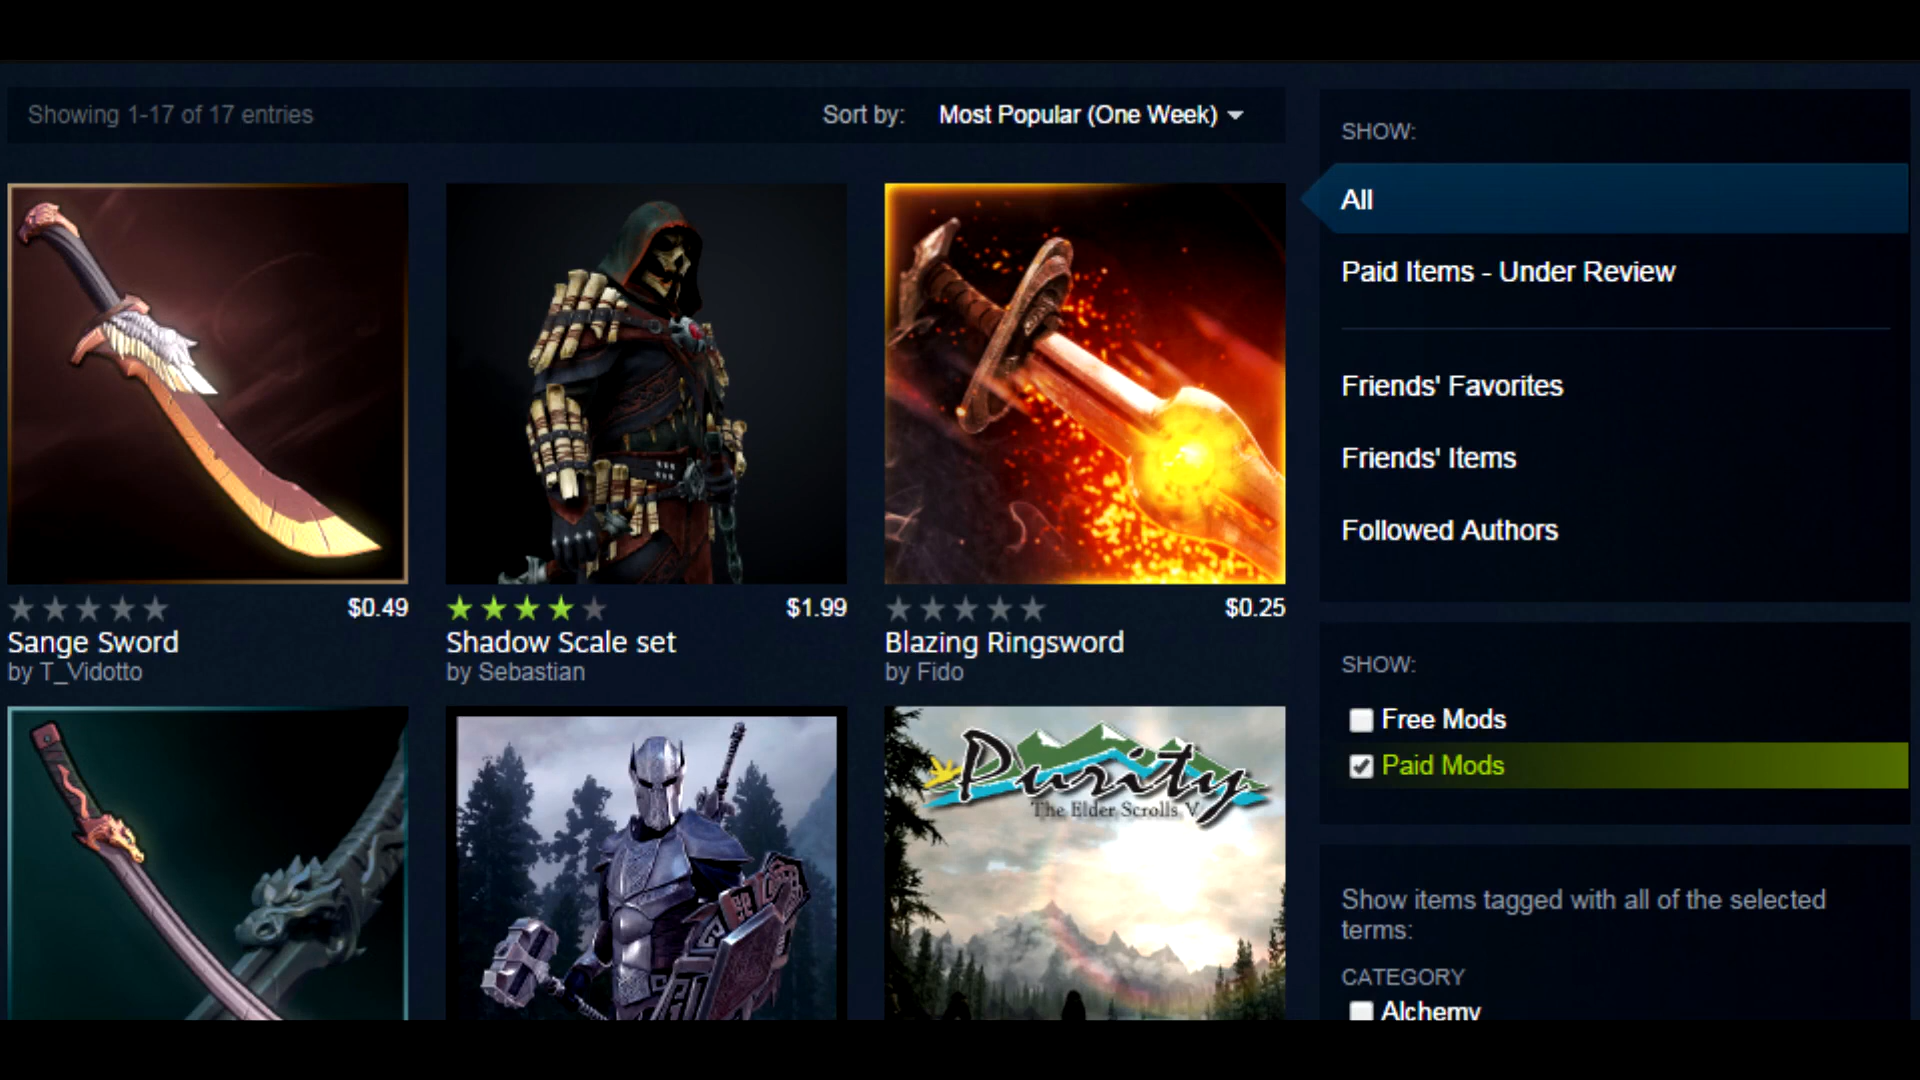 Showing 1-17 of 17 entries
Sort by: Most Popular (One Week)
$0.49
Sange Sword
by T_Vidotto
$1.99
Shadow Scale set
by Sebastian
$0.25
Blazing Ringsword
by Fido
Purity
The Elder Scrolls V
SHOW:
All
Paid Items - Under Review
Friends' Favorites
Friends' Items
Followed Authors
SHOW:
Free Mods
Paid Mods
Show items tagged with all of the selected
terms:
CATEGORY
Alchemy